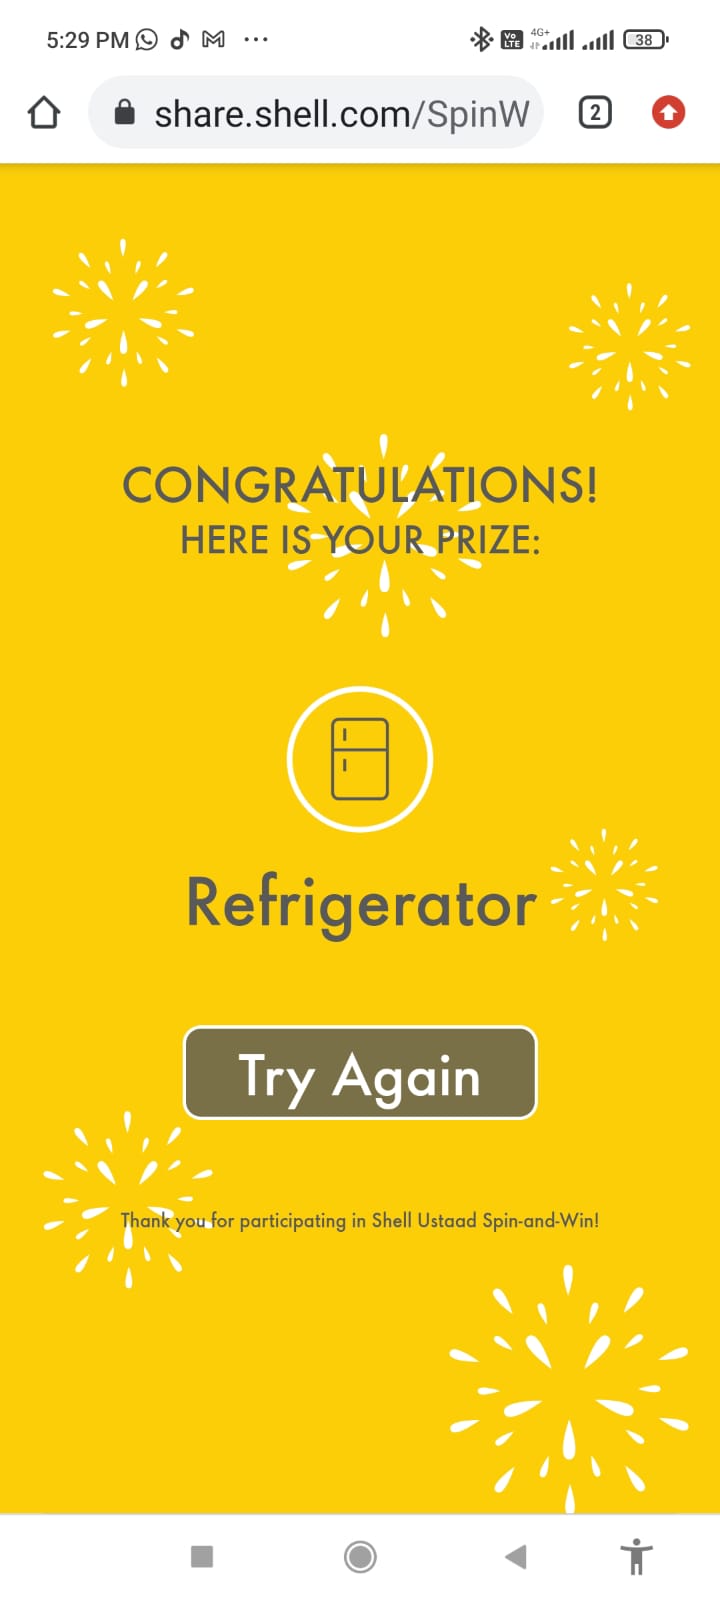 5:29 PM
4G+
Vo
LTE
38
share.shell.com/SpinW
2
CONGRATULATIONS!
HERE IS YOUR PRIZE:
Refrigerator
Try Again
Thank you for participating in Shell Ustaad Spin-and-Win!